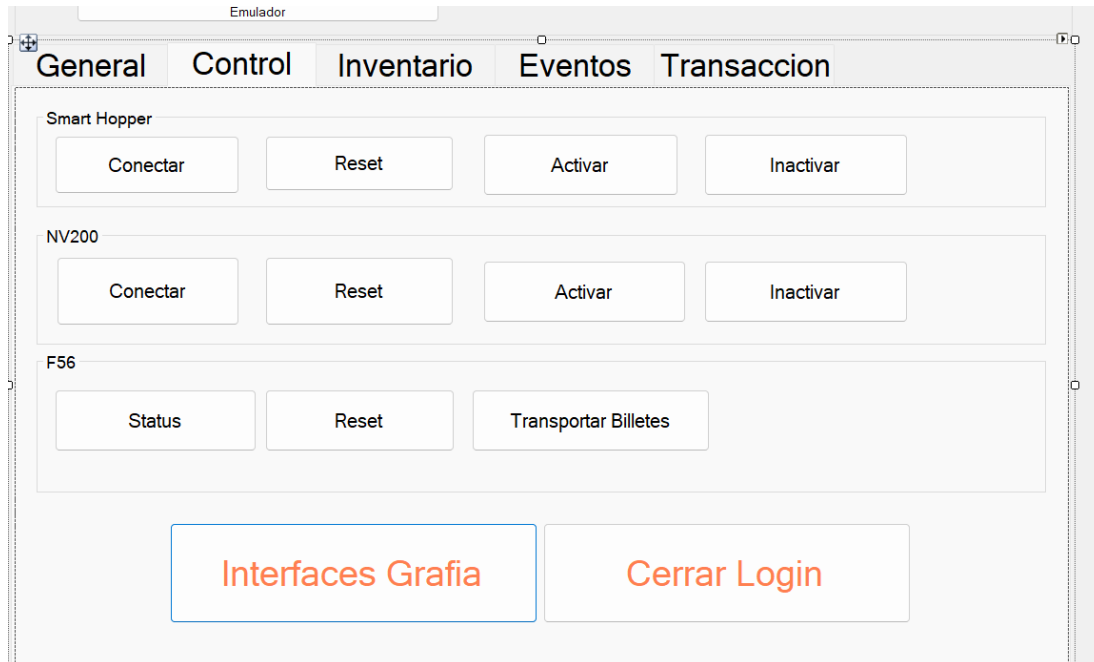 Emulador
General Control Inventario Eventos Transaccion
Smart Hopper
Conectar Reset Activar Inactivar
NV200
Conectar Reset Activar Inactivar
F56
Status Reset Transportar Billetes
Interfaces Grafia Cerrar Login